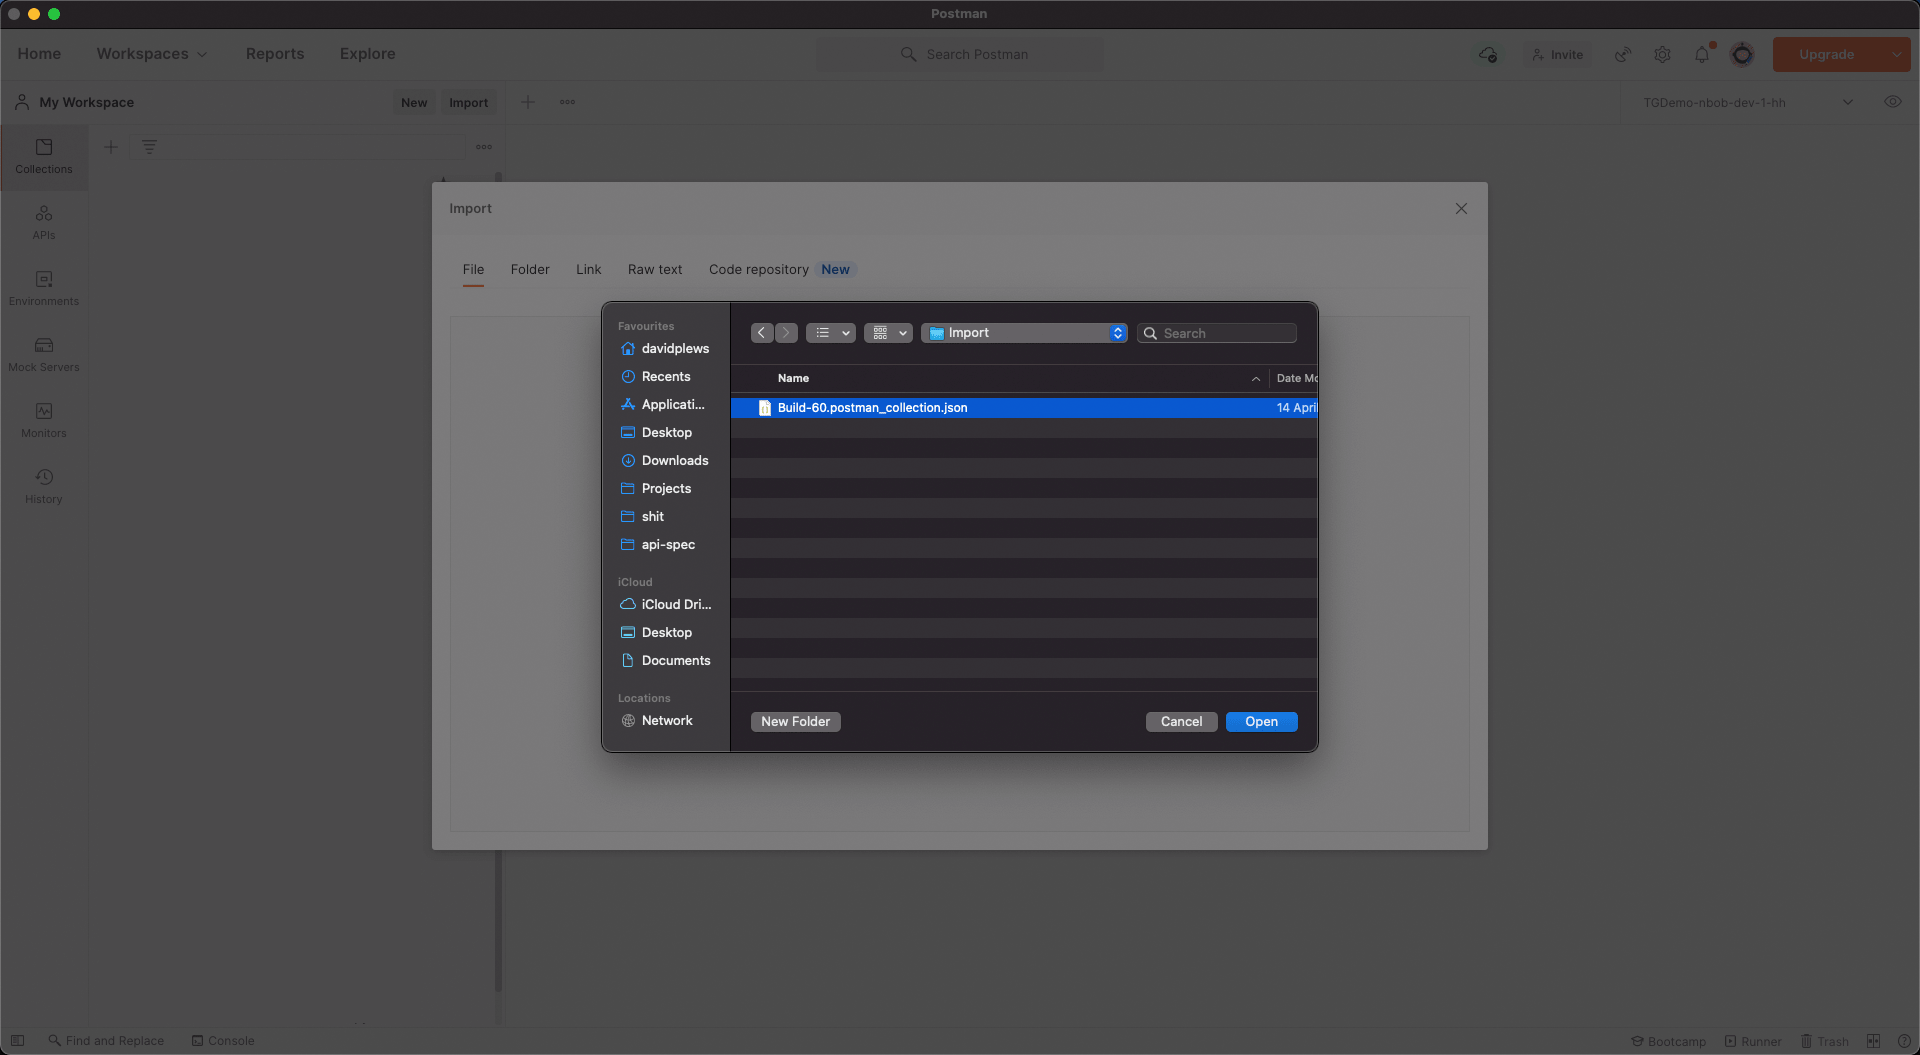 Postman
Home Workspaces Reports Explore Search Postman Invite Upgrade
My Workspace New Import TGDemo-nbob-dev-1-hh
Collections
APIs
Environments
Mock Servers
Monitors
History
Import
File Folder Link Raw text Code repository New
Favourites
davidplews
Recents
Applicati...
Desktop
Downloads
Projects
shit
api-spec
iCloud
iCloud Dri...
Desktop
Documents
Locations
Network
Import Search
Name Date Mo
Build-60.postman_collection.json 14 April
New Folder Cancel Open
Find and Replace Console Bootcamp Runner Trash